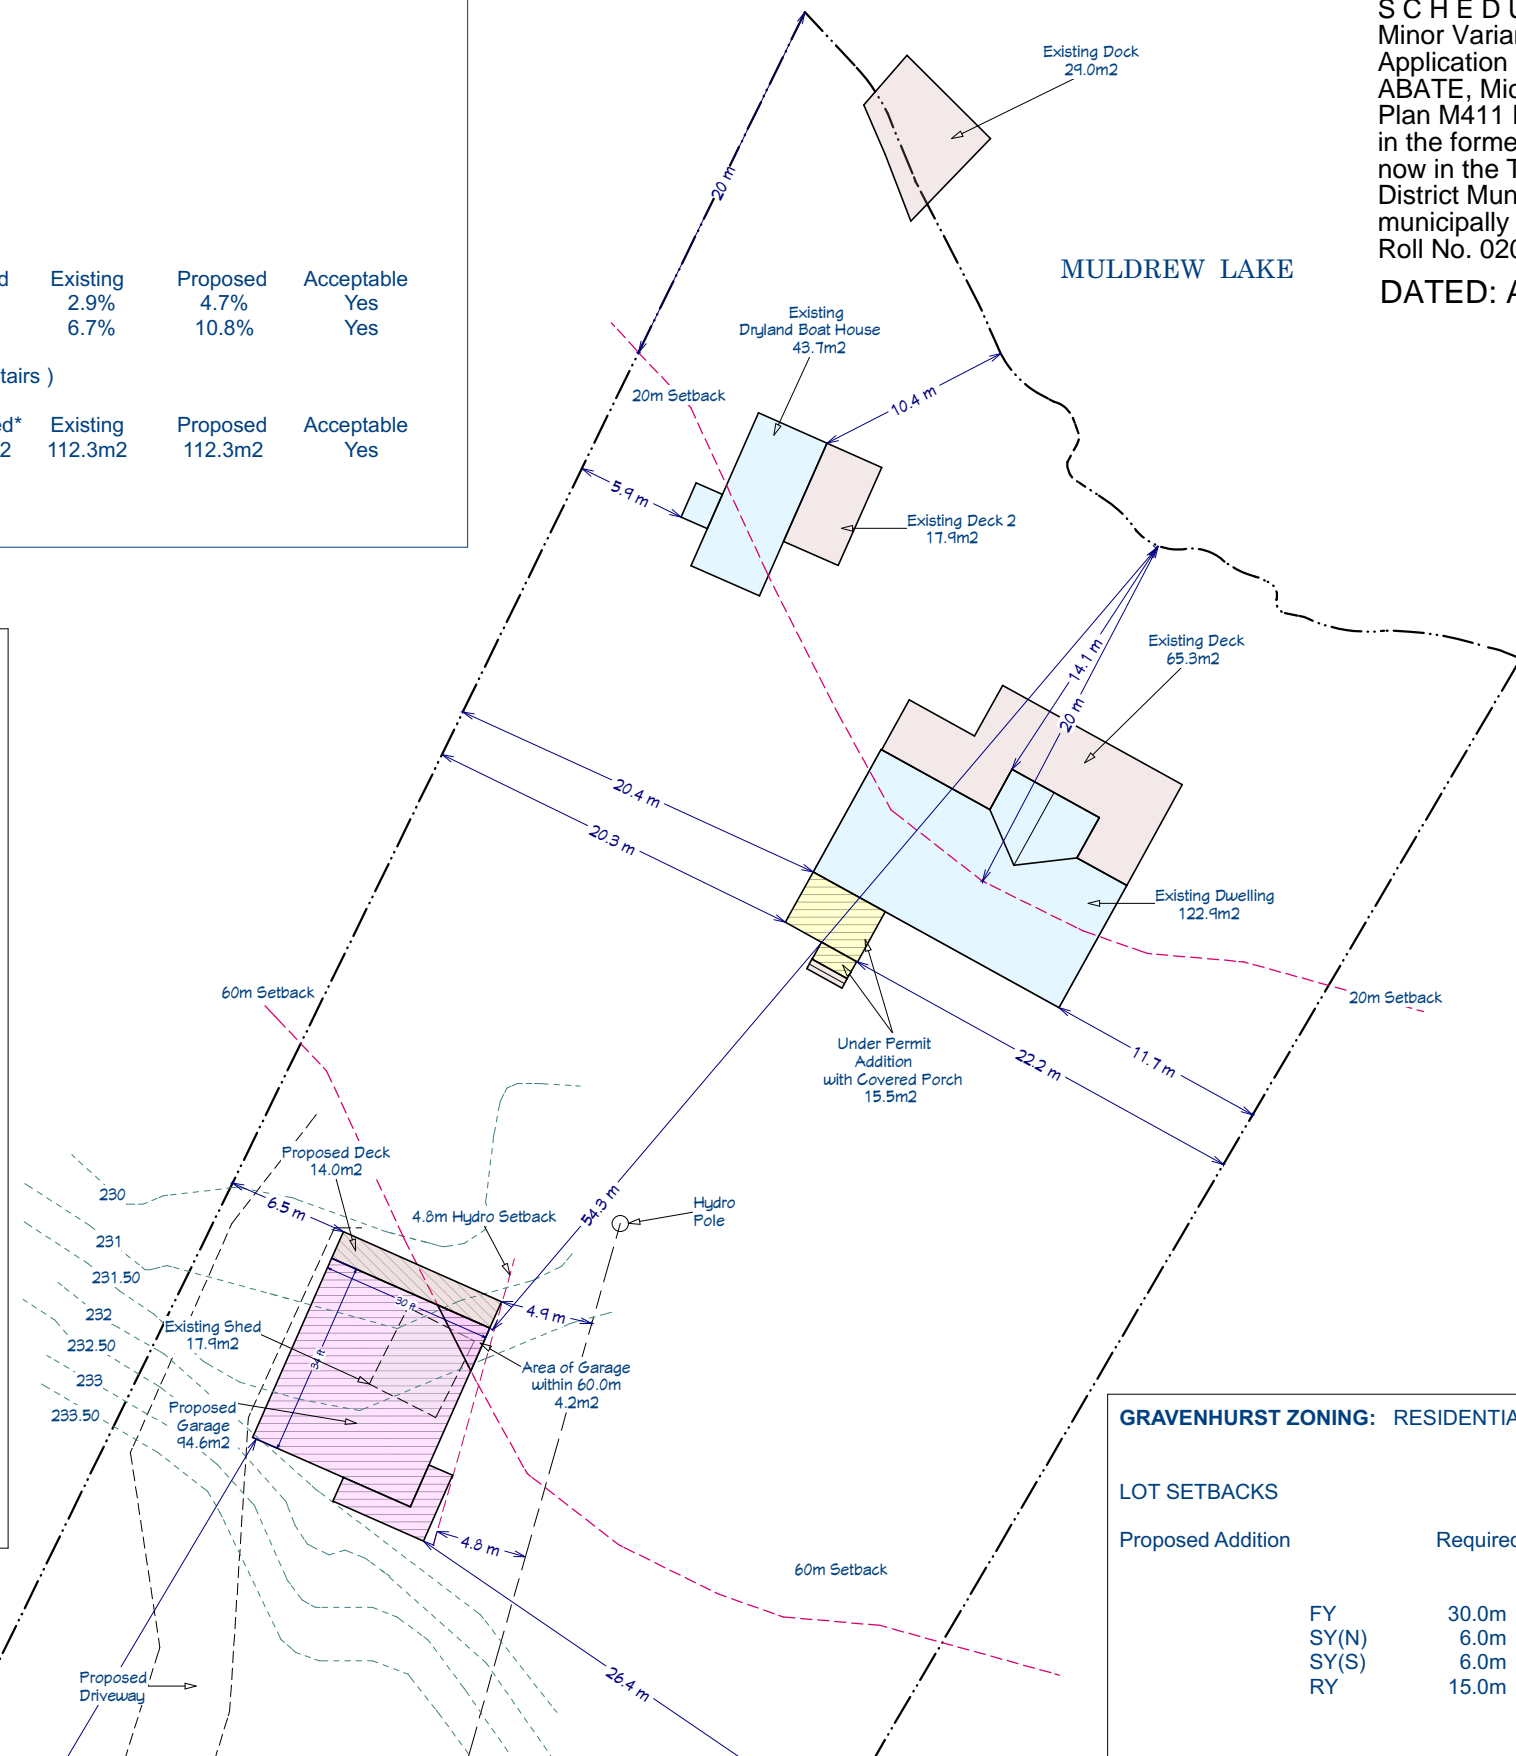 S C H E D U
Minor Varian
Application
ABATE, Mic
Plan M411
in the forme
now in the T
District Mun
municipally
Roll No. 020
DATED: A
Existing Dock
29.0m2
20 m
MULDREW LAKE
d Existing Proposed Acceptable
2.9% 4.7% Yes
6.7% 10.8% Yes
tairs )
ed* Existing Proposed Acceptable
2 112.3m2 112.3m2 Yes
Existing
Dryland Boat House
43.7m2
20m Setback
10.4 m
5.9 m
Existing Deck 2
17.9m2
14.1 m
20 m
Existing Deck
65.3m2
20.4 m
20.3 m
Existing Dwelling
122.9m2
60m Setback
20m Setback
Under Permit
Addition
with Covered Porch
15.5m2
22.2 m
11.7 m
Proposed Deck
14.0m2
230
6.5 m
4.8m Hydro Setback
54.3 m
Hydro
Pole
231
231.50
232
232.50
233
233.50
30 ft
34 ft
4.9 m
Existing Shed
17.9m2
Area of Garage
within 60.0m
4.2m2
Proposed
Garage
94.6m2
4.8 m
60m Setback
26.4 m
Proposed
Driveway
GRAVENHURST ZONING: RESIDENTIA
LOT SETBACKS
Proposed Addition Required
FY 30.0m
SY(N) 6.0m
SY(S) 6.0m
RY 15.0m